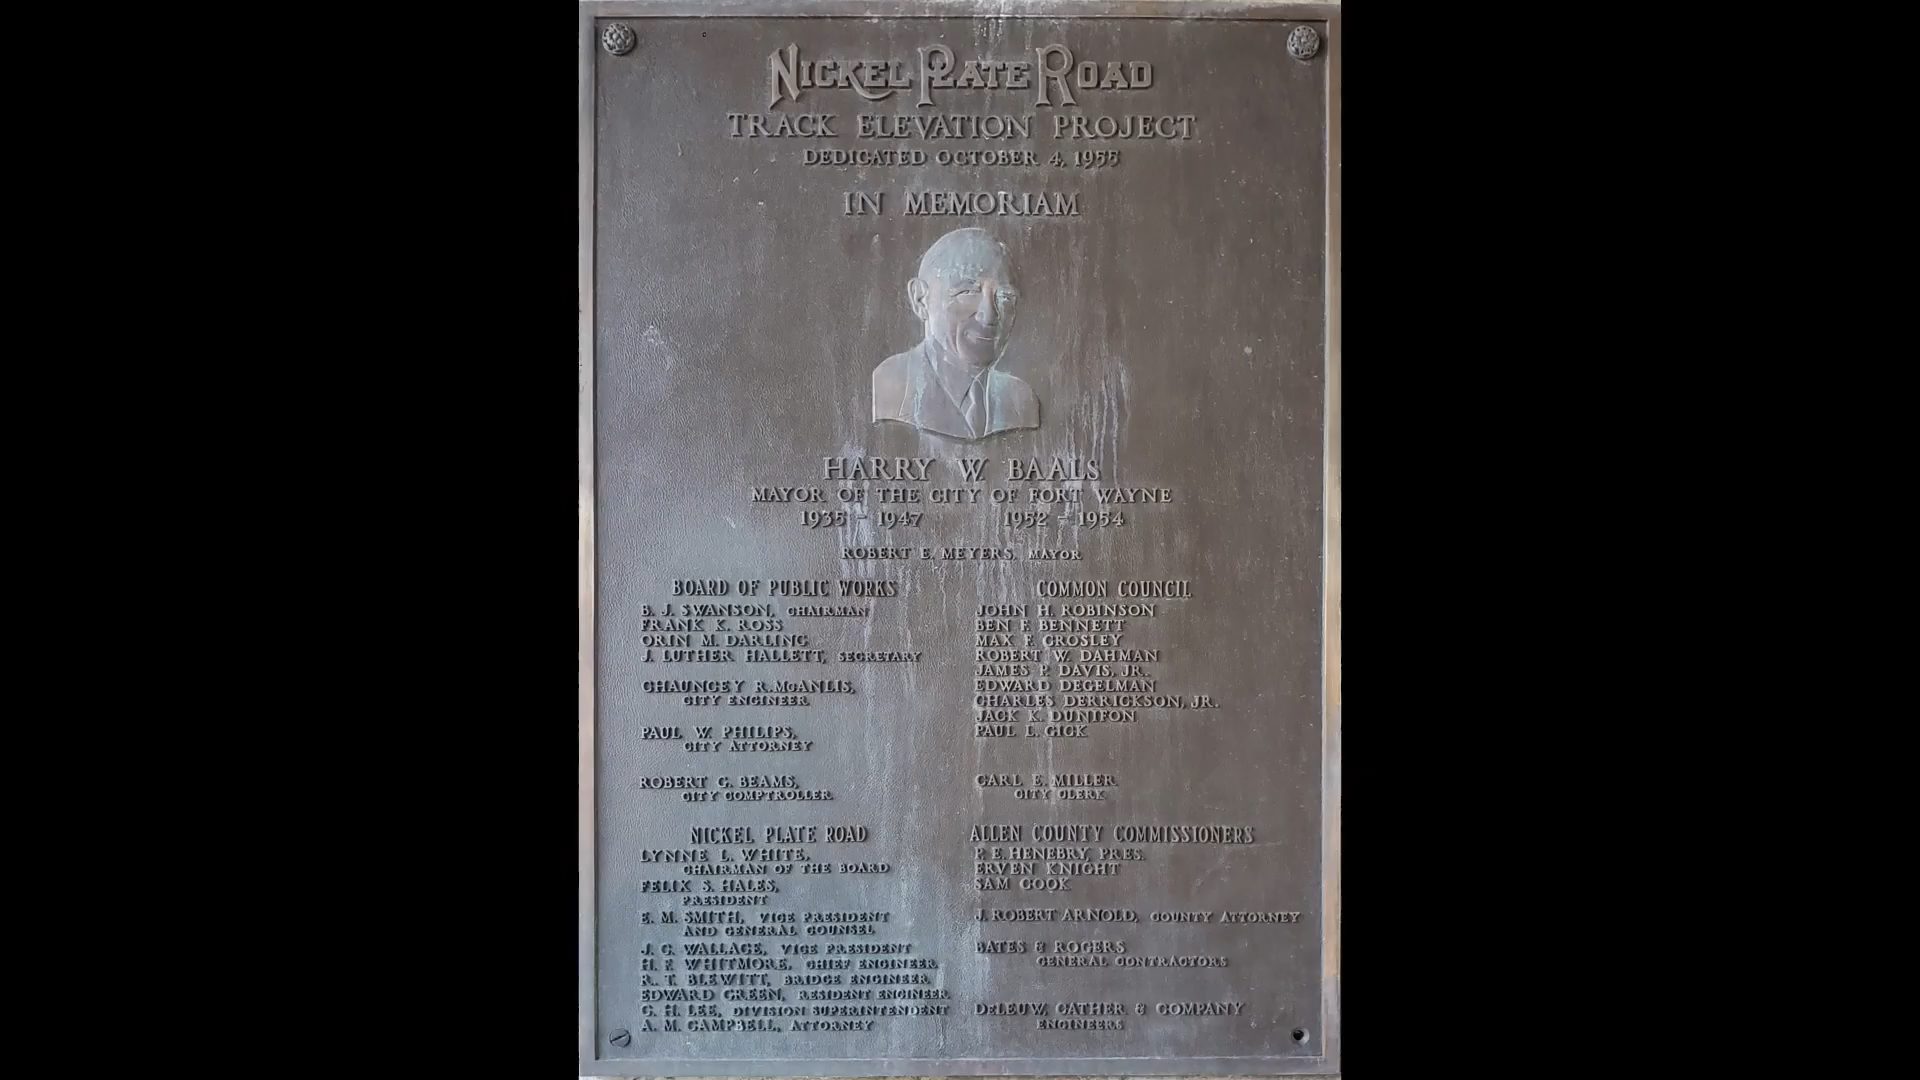 NICKEL PLATE ROAD
TRACK ELEVATION PROJECT
DEDICATED OCTOBER 4, 1955
IN MEMORIAM
HARRY W. BAALS
MAYOR OF THE CITY OF FORT WAYNE
1935 - 1947 1952 - 1954
ROBERT E. MEYERS, MAYOR
BOARD OF PUBLIC WORKS
B. J. SWANSON, CHAIRMAN
FRANK K. ROSS
ORIN M. DARLING
J. LUTHER HALLETT, SECRETARY
CHAUNCEY R. McANLIS,
CITY ENGINEER
PAUL W. PHILIPS,
CITY ATTORNEY
ROBERT G. BEAMS,
CITY COMPTROLLER
COMMON COUNCIL
JOHN H. ROBINSON
BEN F. BENNETT
MAX F. CROSLEY
ROBERT W. DAHMAN
JAMES P. DAVIS, JR.
EDWARD DEGELMAN
CHARLES DERRICKSON, JR.
JACK K. DUNIFON
PAUL L. GICK
CARL E. MILLER
CITY CLERK
NICKEL PLATE ROAD
LYNNE L. WHITE,
CHAIRMAN OF THE BOARD
FELIX S. HALES,
PRESIDENT
E. M. SMITH, VICE PRESIDENT
AND GENERAL COUNSEL
J. C. WALLACE, VICE PRESIDENT
H. F. WHITMORE, CHIEF ENGINEER
R. T. BLEWITT, BRIDGE ENGINEER
EDWARD GREEN, RESIDENT ENGINEER
C. H. LEE, DIVISION SUPERINTENDENT
A. M. CAMPBELL, ATTORNEY
ALLEN COUNTY COMMISSIONERS
P. E. HENEBRY, PRES.
ERVEN KNIGHT
SAM COOK
J. ROBERT ARNOLD, COUNTY ATTORNEY
BATES & ROGERS
GENERAL CONTRACTORS
DeLEUW, CATHER & COMPANY
ENGINEERS